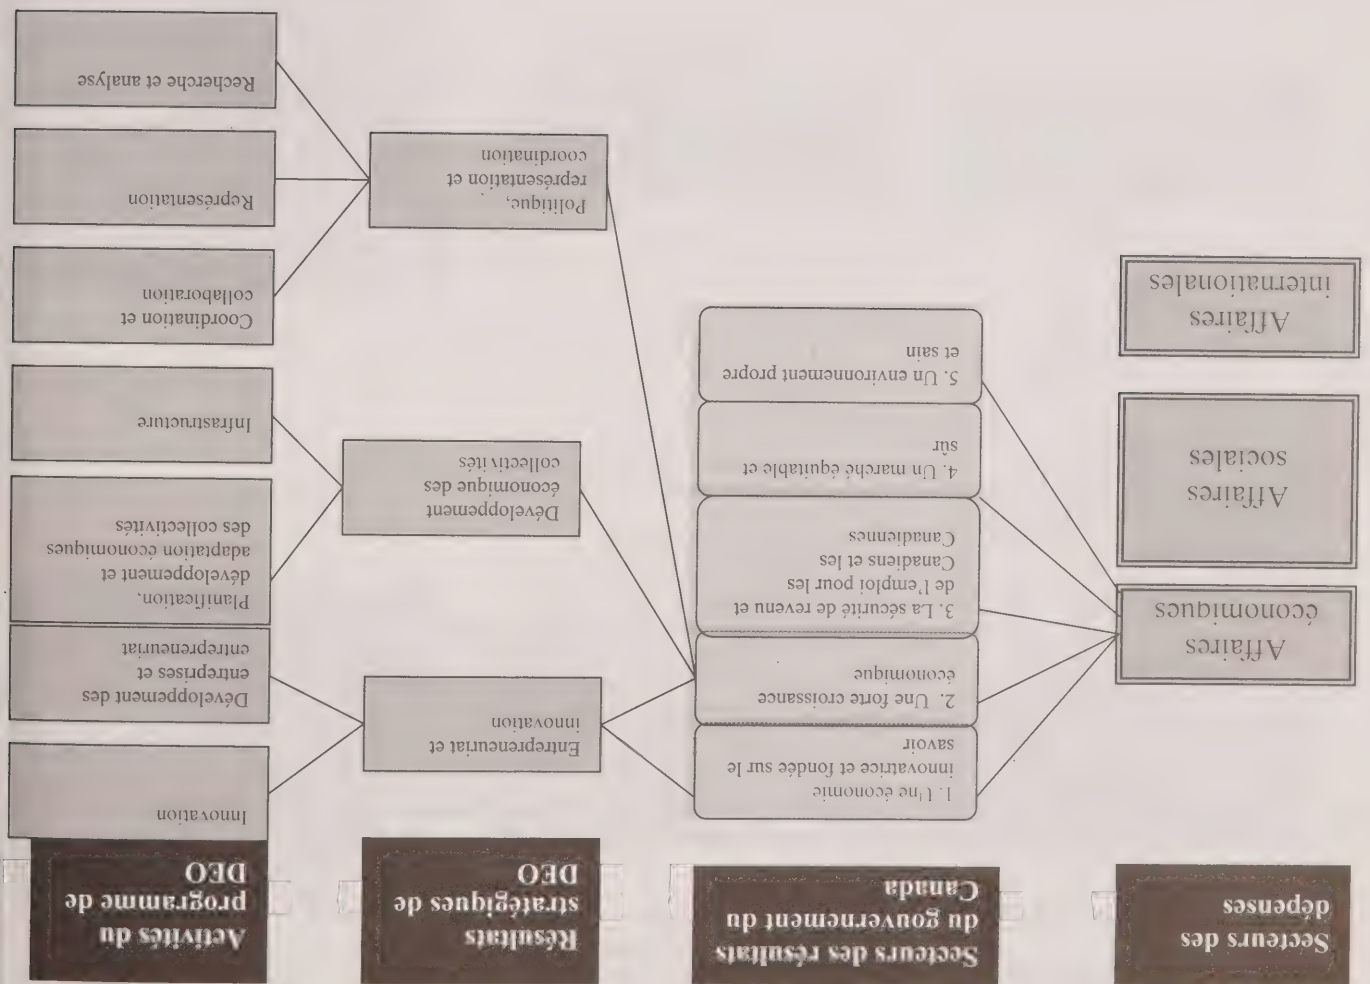 Secteurs des
dépenses
Secteurs des résultats
du gouvernement du
Canada
Résultats
stratégiques de
DEO
Activités du
programme de
DEO
Affaires
économiques
Affaires
sociales
Affaires
internationales
1. Une économie
innovatrice et fondée sur le
savoir
2. Une forte croissance
économique
3. La sécurité de revenu et
de l'emploi pour les
Canadiens et les
Canadiennes
4. Un marché équitable et
sûr
5. Un environnement propre
et sain
Entrepreneuriat et
innovation
Développement
économique des
collectivités
Politique,
représentation et
coordination
Innovation
Développement des
entreprises et
entrepreneuriat
Planification,
développement et
adaptation économiques
des collectivités
Infrastructure
Coordination et
collaboration
Représentation
Recherche et analyse